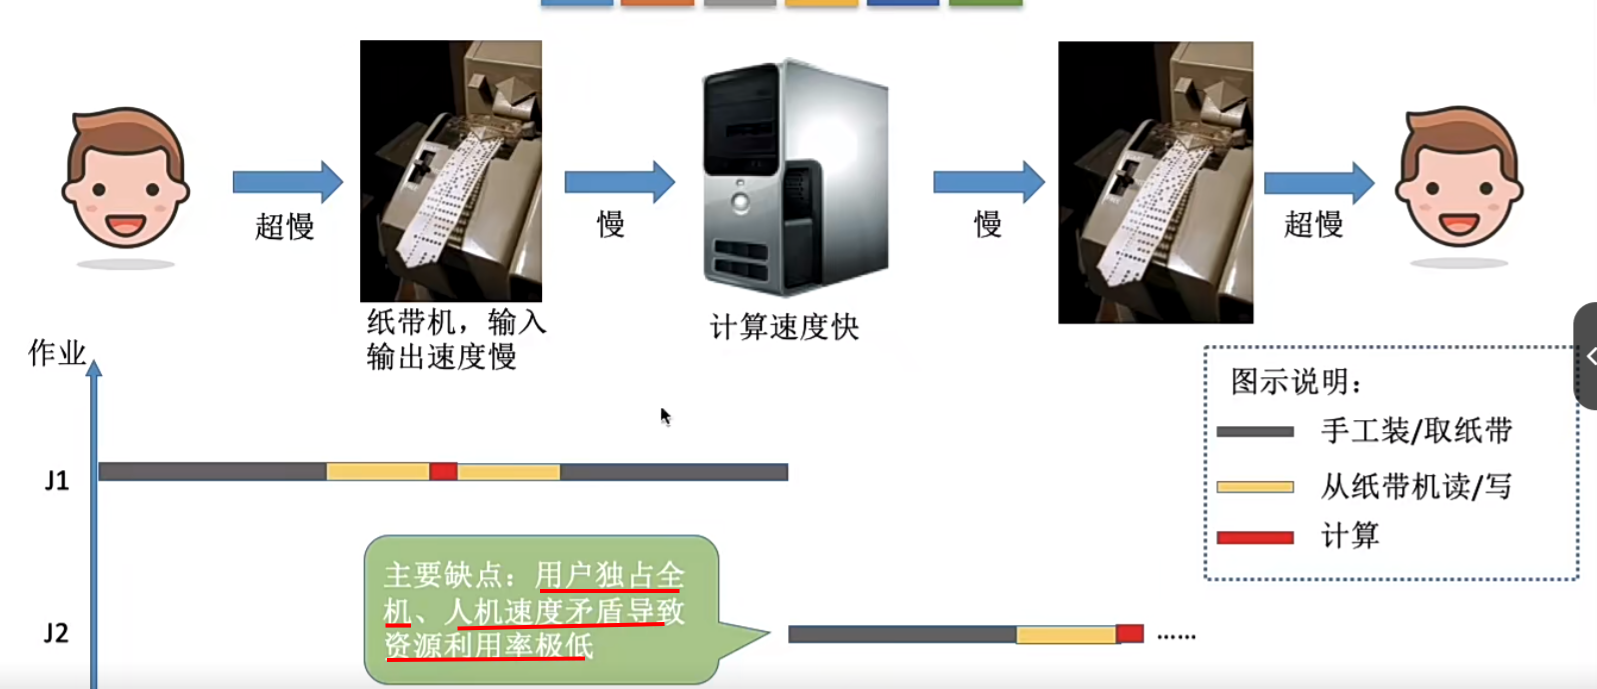 超慢
慢
慢
超慢
纸带机，输入
输出速度慢
计算速度快
作业
图示说明：
手工装/取纸带
从纸带机读/写
计算
J1
主要缺点：用户独占全
机、人机速度矛盾导致
资源利用率极低
J2
……